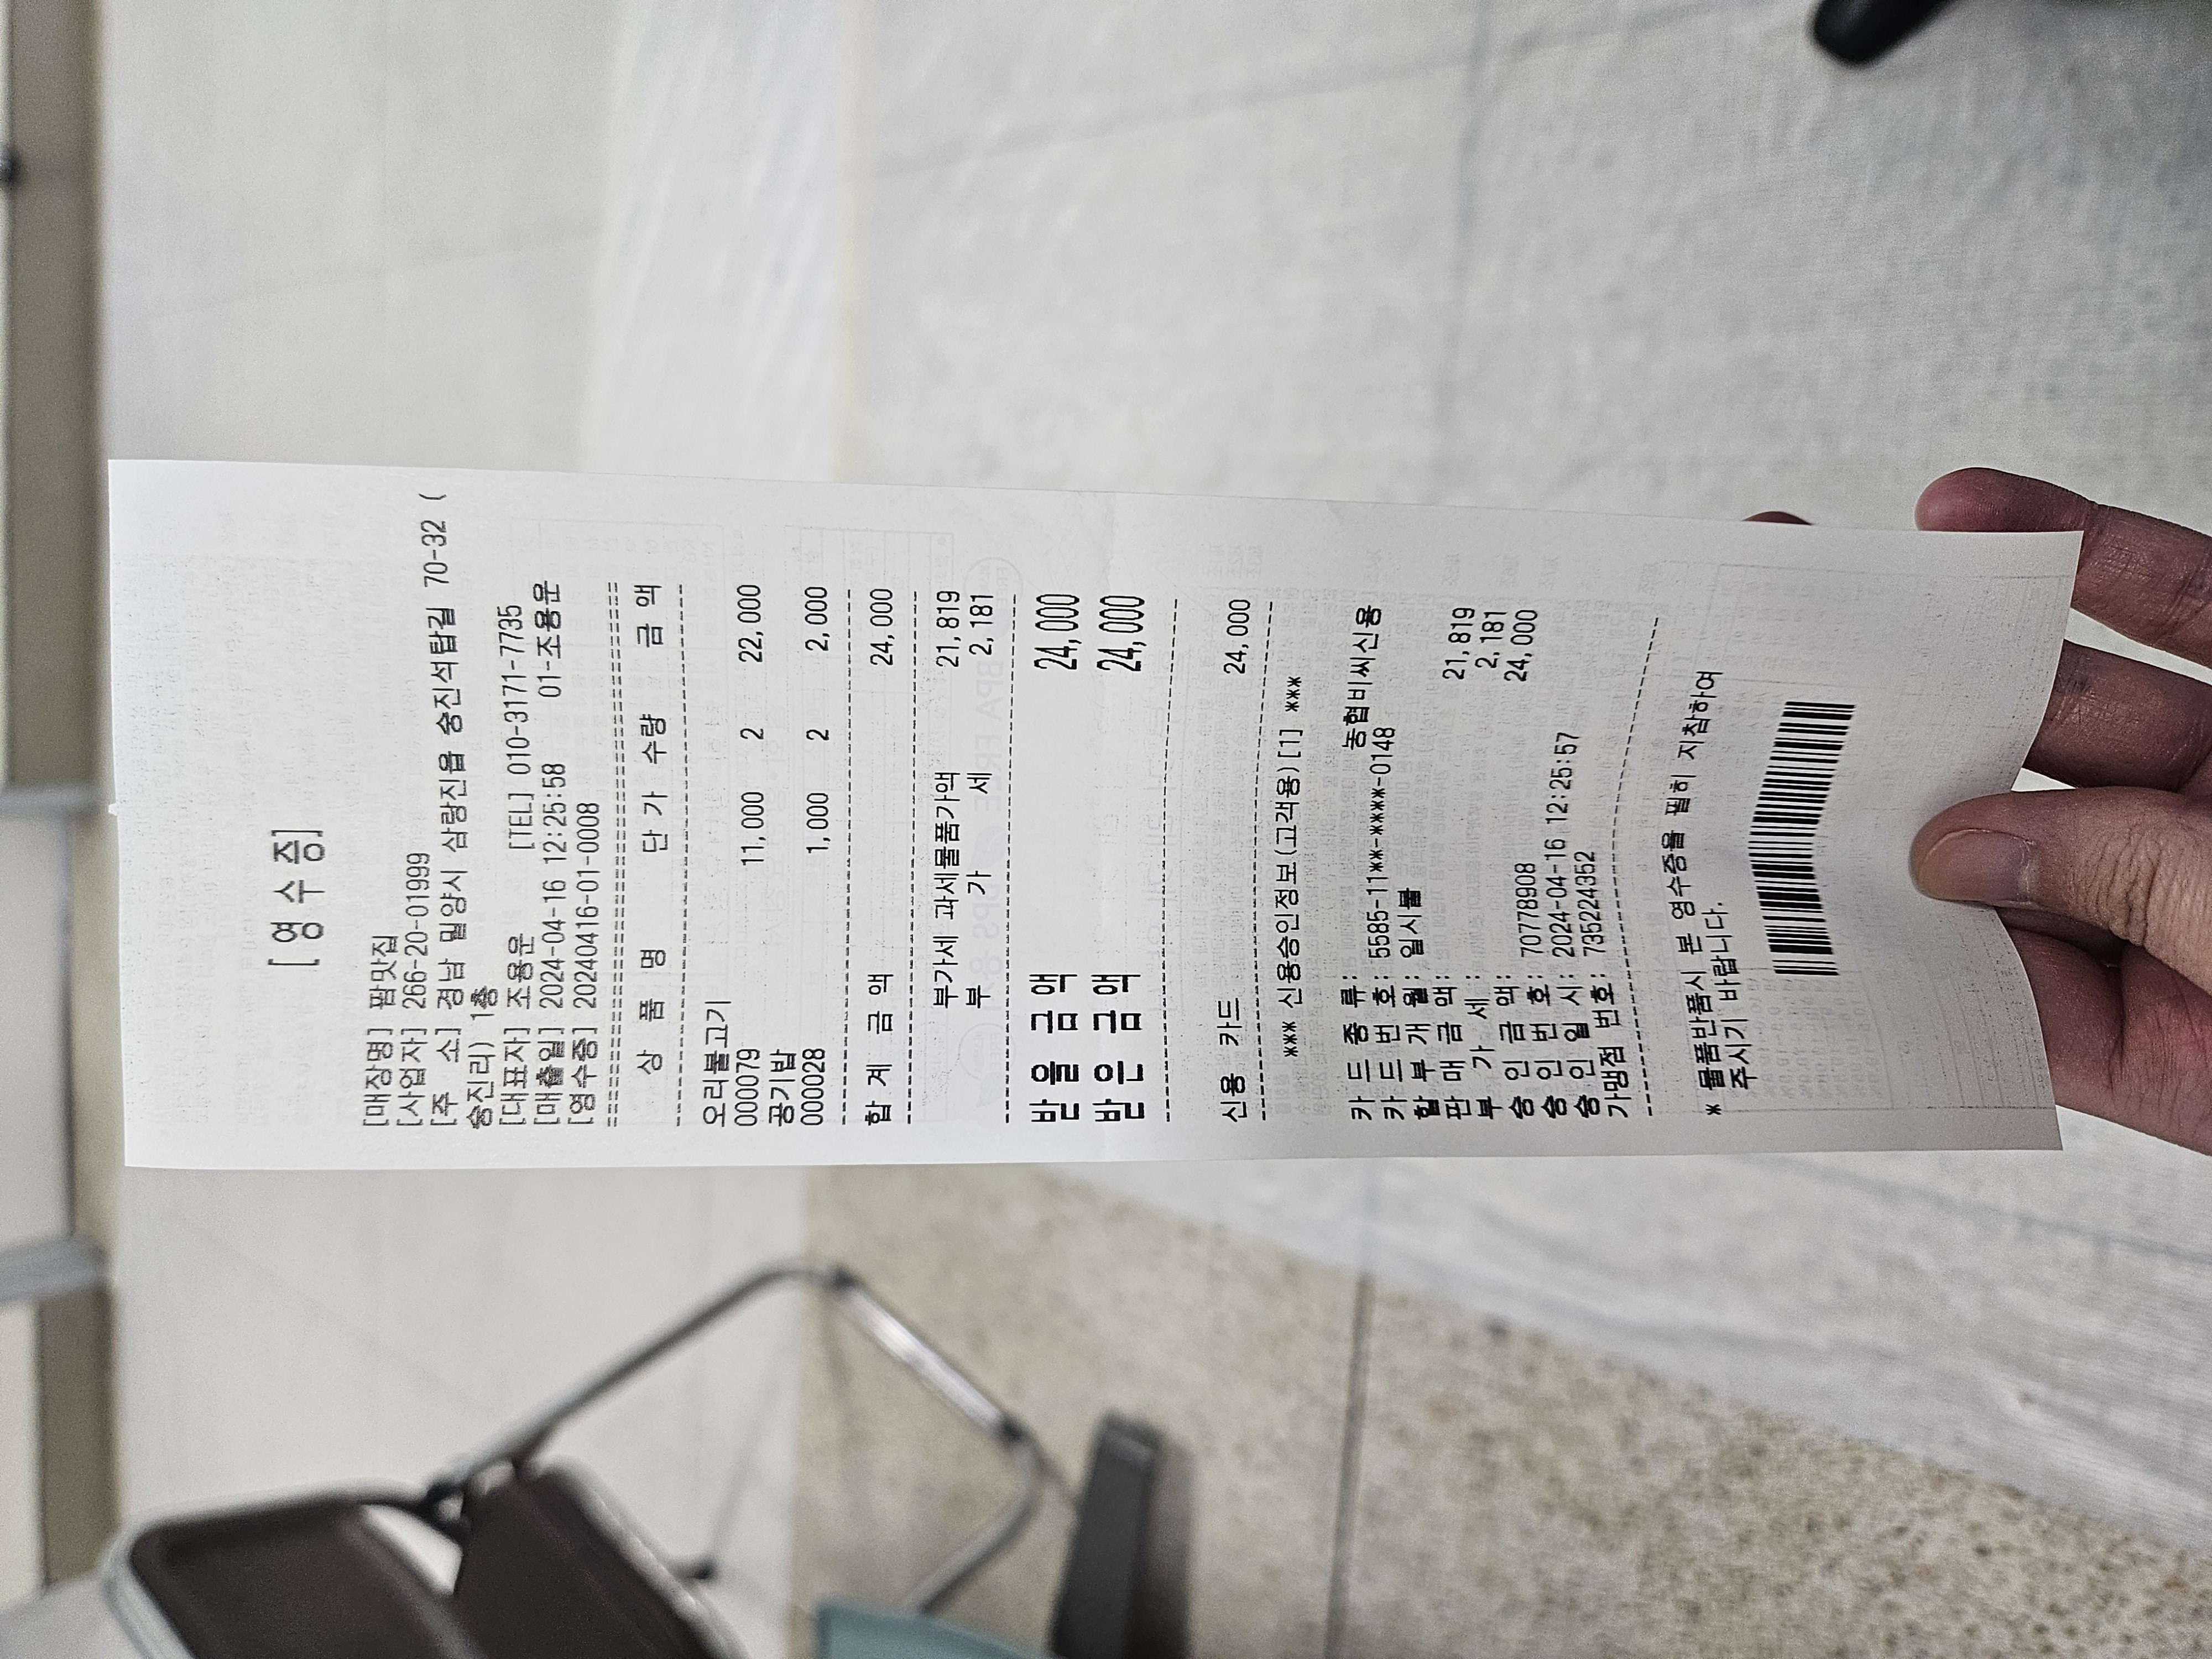 [영수증]
[매장명] 팜맛집
[사업자] 266-20-01999
[주 소] 경남 밀양시 삼랑진읍 숭진석탑길 70-32 (
숭진리) 1층
[대표자] 조용운 [TEL] 010-3171-7735
[매출일] 2024-04-16 12:25:58 01-조용운
[영수증] 20240416-01-0008
상 품 명 단 가 수량 금 액
오리불고기
000079 11,000 2 22,000
공기밥
000028 1,000 2 2,000
합 계 금 액 24,000
부가세 과세물품가액 21,819
부 가 세 2,181
받 을 금 액 24,000
받 은 금 액 24,000
신용 카드 24,000
*** 신용승인정보(고객용)[1] ***
카 드 종 류: 농협비씨신용
카 드 번 호: 5585-11**-****-0148
할 부 개 월: 일시불
판 매 금 액: 21,819
부 가 세 : 2,181
승 인 금 액: 24,000
승 인 번 호: 70778908
승 인 일 시: 2024-04-16 12:25:57
가맹점 번호: 735224352
* 물품반품시 본 영수증을 필히 지참하여
주시기 바랍니다.